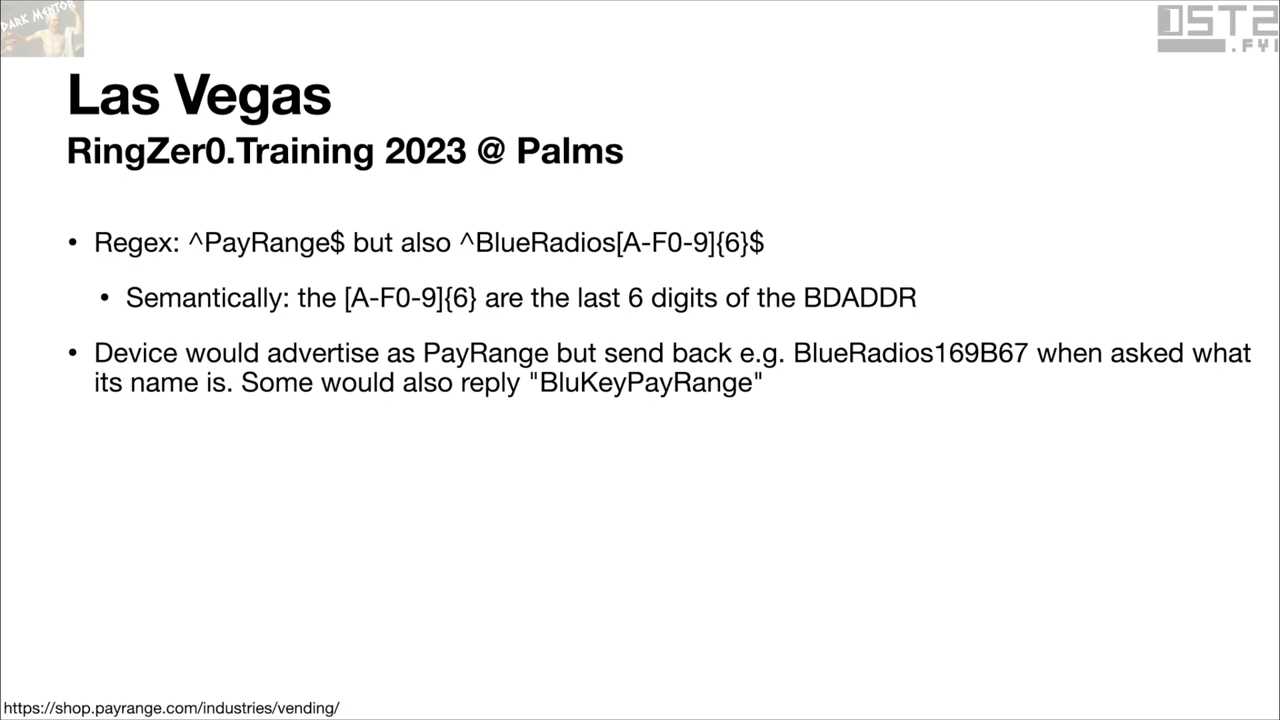 DARK MENTOR
OST2
.FYI
Las Vegas
RingZer0.Training 2023 @ Palms
• Regex: ^PayRange$ but also ^BlueRadios[A-F0-9]{6}$
• Semantically: the [A-F0-9]{6} are the last 6 digits of the BDADDR
• Device would advertise as PayRange but send back e.g. BlueRadios169B67 when asked what
its name is. Some would also reply "BluKeyPayRange"
https://shop.payrange.com/industries/vending/